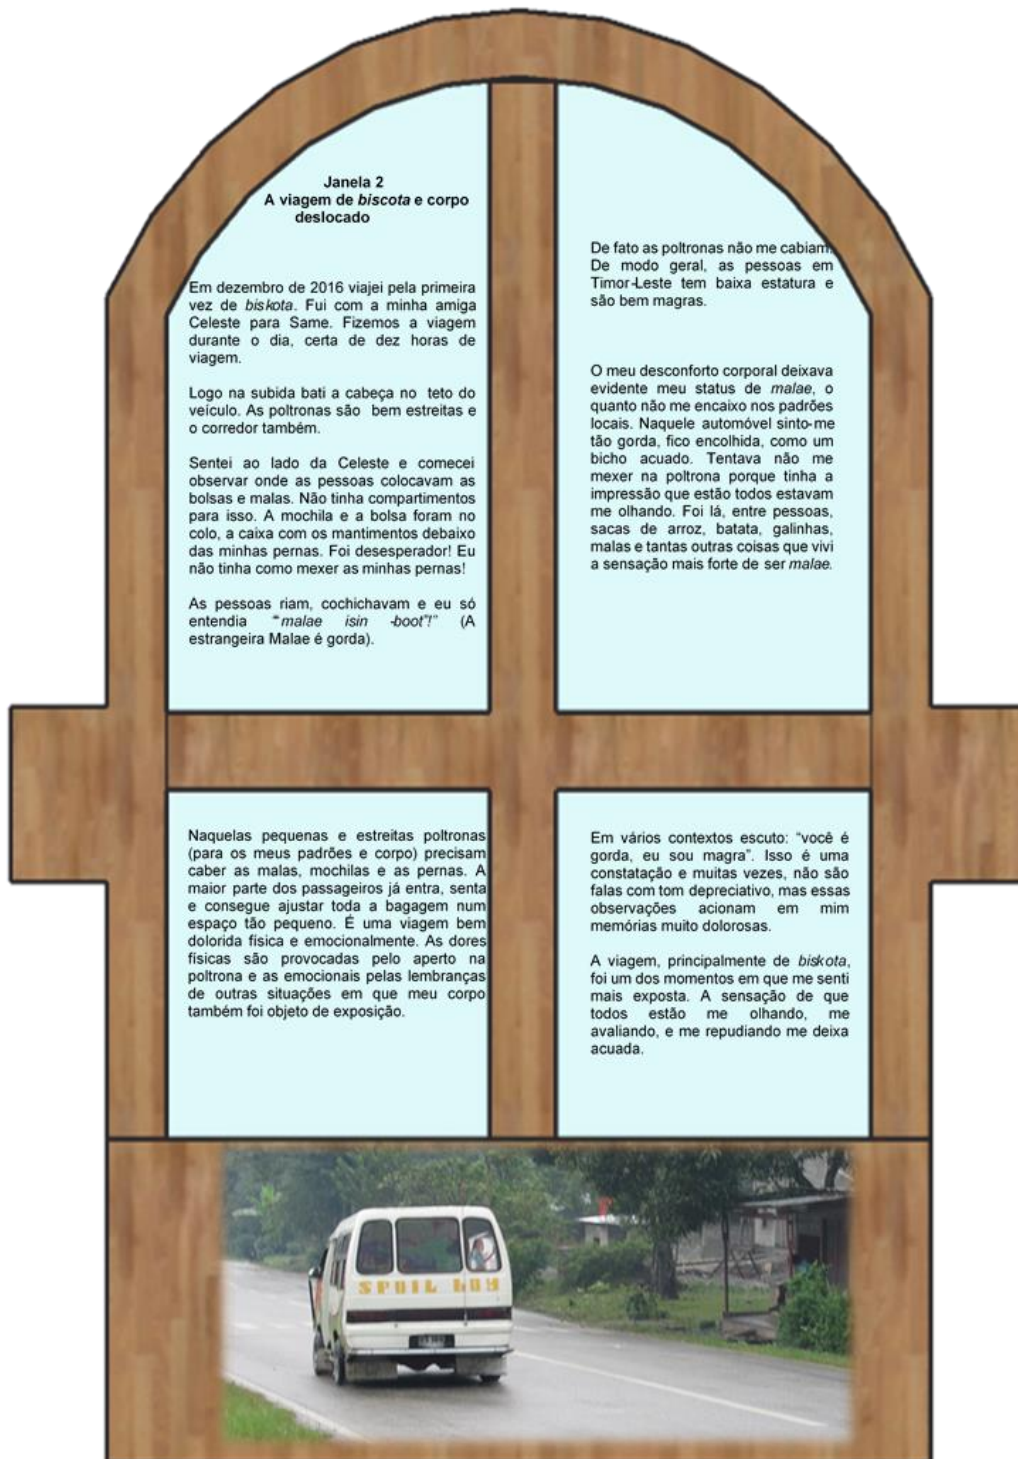 Janela 2
A viagem de biscota e corpo
deslocado
Em dezembro de 2016 viajei pela primeira
vez de biskota. Fui com a minha amiga
Celeste para Same. Fizemos a viagem
durante o dia, certa de dez horas de
viagem.
Logo na subida bati a cabeça no teto do
veículo. As poltronas são bem estreitas e
o corredor também.
Sentei ao lado da Celeste e comecei
observar onde as pessoas colocavam as
bolsas e malas. Não tinha compartimentos
para isso. A mochila e a bolsa foram no
colo, a caixa com os mantimentos debaixo
das minhas pernas. Foi desesperador! Eu
não tinha como mexer as minhas pernas!
As pessoas riam, cochichavam e eu só
entendia "“malae isin -boot”!” (A
estrangeira Malae é gorda).
De fato as poltronas não me cabiam.
De modo geral, as pessoas em
Timor-Leste tem baixa estatura e
são bem magras.
O meu desconforto corporal deixava
evidente meu status de malae, o
quanto não me encaixo nos padrões
locais. Naquele automóvel sinto-me
tão gorda, fico encolhida, como um
bicho acuado. Tentava não me
mexer na poltrona porque tinha a
impressão que estão todos estavam
me olhando. Foi lá, entre pessoas,
sacas de arroz, batata, galinhas,
malas e tantas outras coisas que vivi
a sensação mais forte de ser malae.
Naquelas pequenas e estreitas poltronas
(para os meus padrões e corpo) precisam
caber as malas, mochilas e as pernas. A
maior parte dos passageiros já entra, senta
e consegue ajustar toda a bagagem num
espaço tão pequeno. É uma viagem bem
dolorida física e emocionalmente. As dores
físicas são provocadas pelo aperto na
poltrona e as emocionais pelas lembranças
de outras situações em que meu corpo
também foi objeto de exposição.
Em vários contextos escuto: “você é
gorda, eu sou magra”. Isso é uma
constatação e muitas vezes, não são
falas com tom depreciativo, mas essas
observações acionam em mim
memórias muito dolorosas.
A viagem, principalmente de biskota,
foi um dos momentos em que me senti
mais exposta. A sensação de que
todos estão me olhando, me
avaliando, e me repudiando me deixa
acuada.
SPOIL BOY